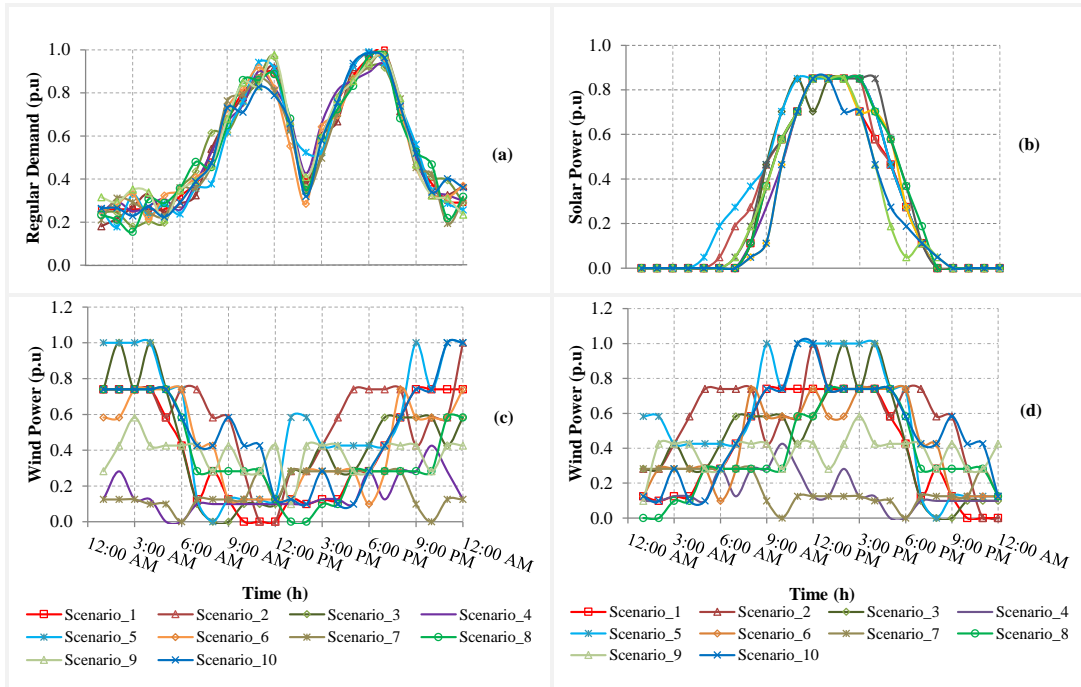 Regular Demand (p.u)
1.0
0.8
0.6
0.4
0.2
0.0
(a)
Solar Power (p.u)
1.0
0.8
0.6
0.4
0.2
0.0
(b)
Wind Power (p.u)
1.2
1.0
0.8
0.6
0.4
0.2
0.0
(c)
12:00 AM
3:00 AM
6:00 AM
9:00 AM
12:00 PM
3:00 PM
6:00 PM
9:00 PM
12:00 AM
Time (h)
Scenario_1 Scenario_2 Scenario_3 Scenario_4
Scenario_5 Scenario_6 Scenario_7 Scenario_8
Scenario_9 Scenario_10
Wind Power (p.u)
1.2
1.0
0.8
0.6
0.4
0.2
0.0
(d)
12:00 AM
3:00 AM
6:00 AM
9:00 AM
12:00 PM
3:00 PM
6:00 PM
9:00 PM
12:00 AM
Time (h)
Scenario_1 Scenario_2 Scenario_3 Scenario_4
Scenario_5 Scenario_6 Scenario_7 Scenario_8
Scenario_9 Scenario_10